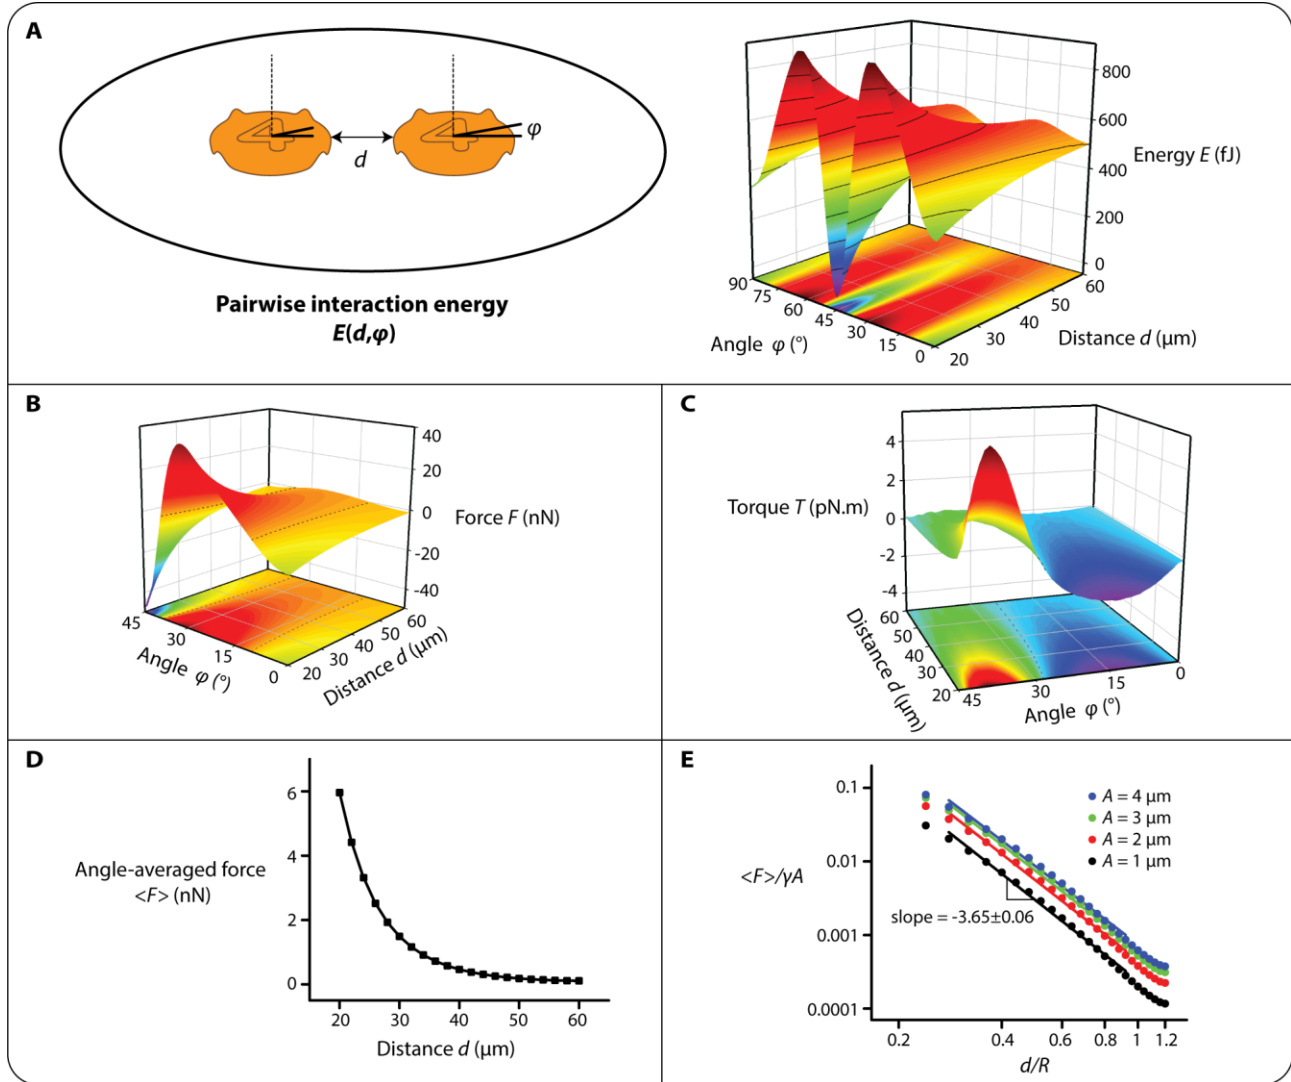 A
4
4
φ
d
Pairwise interaction energy
E(d,φ)
800
600
Energy E (fJ)
400
200
0
90
75
60
45
30
15
0
60
50
40
30
20
Angle φ (°)
Distance d (µm)
B
40
20
Force F (nN)
0
-20
-40
45
30
15
0
60
50
40
30
20
Angle φ (°)
Distance d (µm)
C
4
2
Torque T (pN.m)
0
-2
-4
60
50
40
30
20
45
30
15
0
Distance d (µm)
Angle φ (°)
D
6
4
2
0
Angle-averaged force
<F> (nN)
20 30 40 50 60
Distance d (µm)
E
0.1
0.01
0.001
0.0001
<F>/γA
A = 4 µm
A = 3 µm
A = 2 µm
A = 1 µm
slope = -3.65±0.06
0.2 0.4 0.6 0.8 1 1.2
d/R